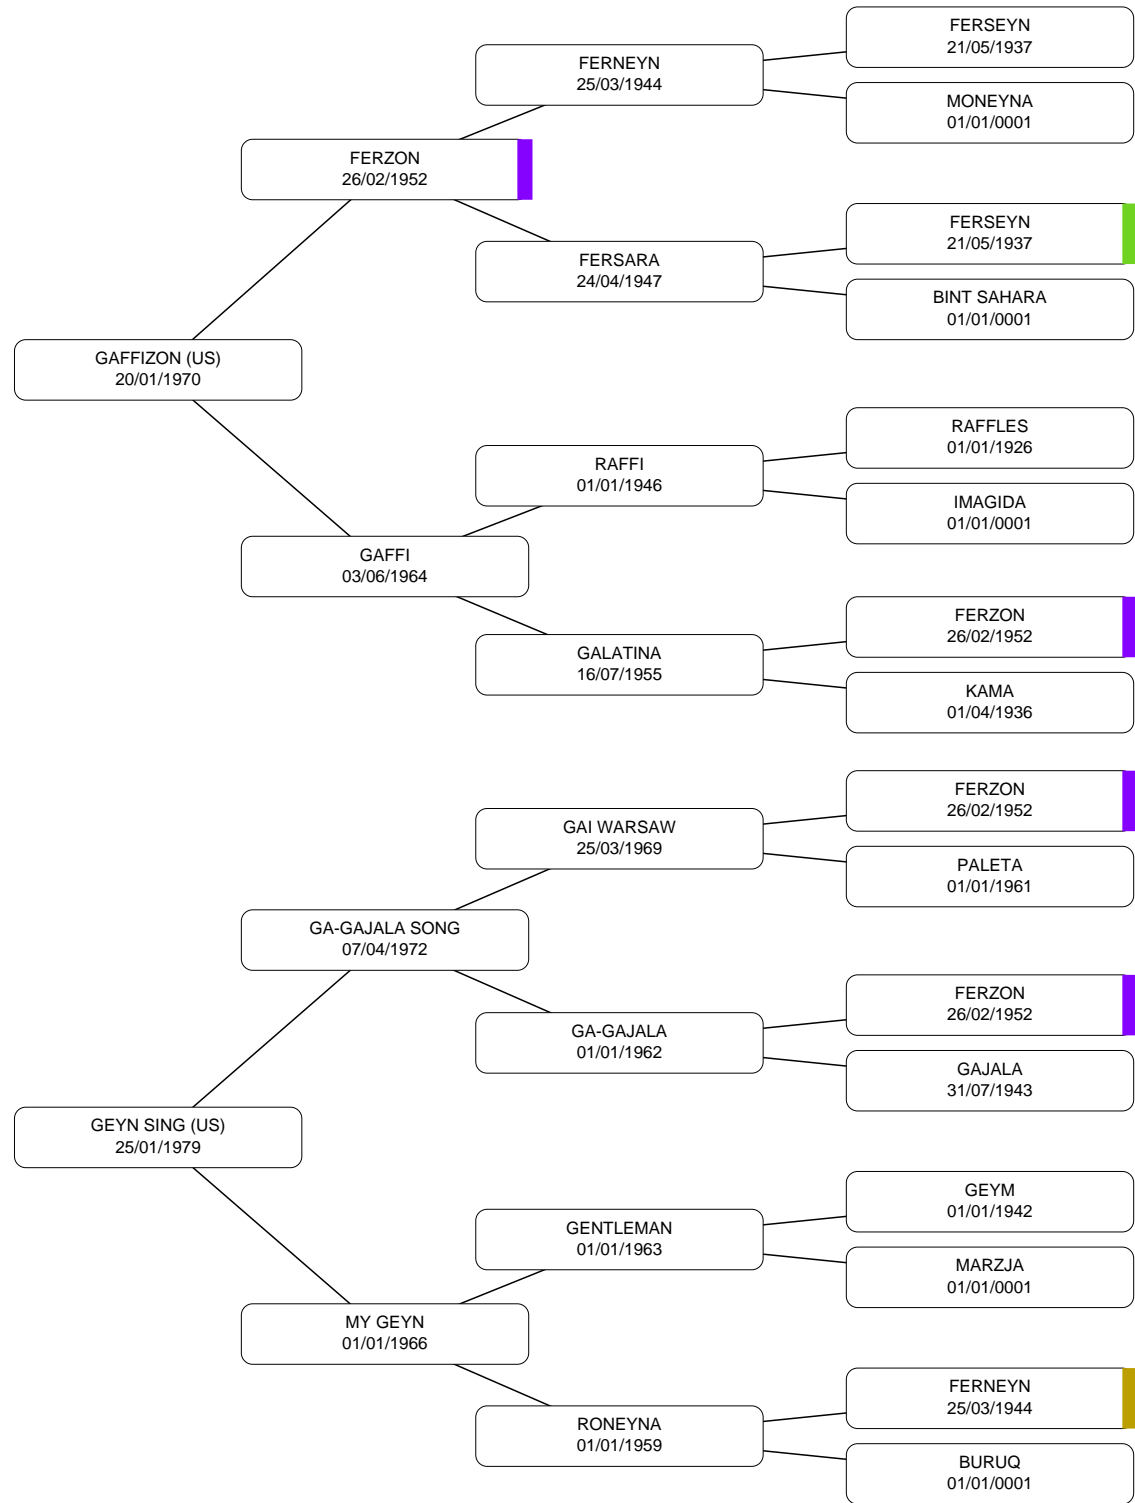 FERSEYN
21/05/1937
FERNEYN
25/03/1944
MONEYNA
01/01/0001
FERZON
26/02/1952
FERSEYN
21/05/1937
FERSARA
24/04/1947
BINT SAHARA
01/01/0001
GAFFIZON (US)
20/01/1970
RAFFLES
01/01/1926
RAFFI
01/01/1946
IMAGIDA
01/01/0001
GAFFI
03/06/1964
FERZON
26/02/1952
GALATINA
16/07/1955
KAMA
01/04/1936
FERZON
26/02/1952
GAI WARSAW
25/03/1969
PALETA
01/01/1961
GA-GAJALA SONG
07/04/1972
FERZON
26/02/1952
GA-GAJALA
01/01/1962
GAJALA
31/07/1943
GEYN SING (US)
25/01/1979
GEYM
01/01/1942
GENTLEMAN
01/01/1963
MARZJA
01/01/0001
MY GEYN
01/01/1966
FERNEYN
25/03/1944
RONEYNA
01/01/1959
BURUQ
01/01/0001